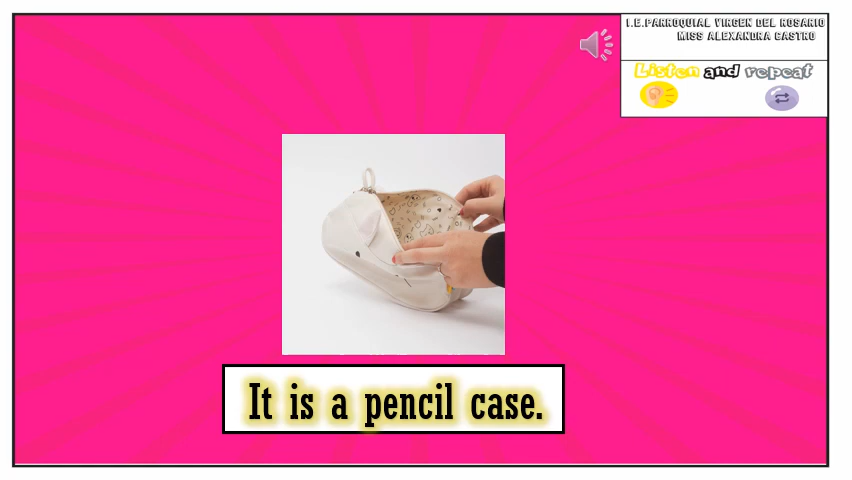 I.E.PARROQUIAL VIRGEN DEL ROSARIO
MISS ALEXANDRA CASTRO
Listen and repeat
It is a pencil case.